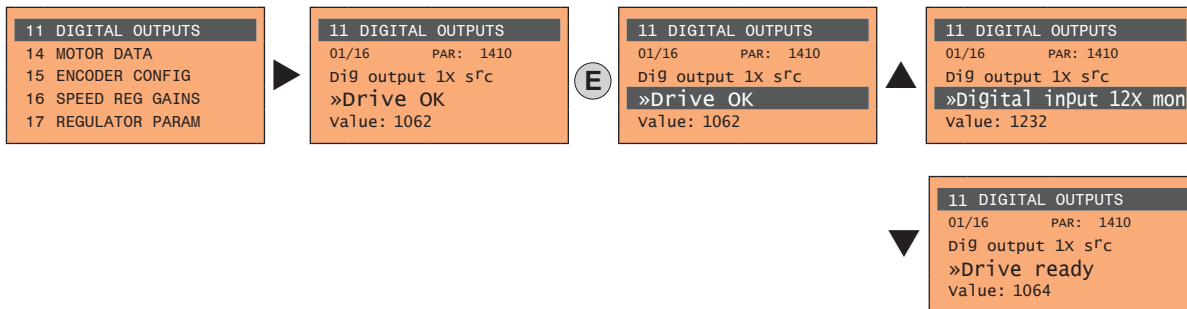 11 DIGITAL OUTPUTS
14 MOTOR DATA
15 ENCODER CONFIG
16 SPEED REG GAINS
17 REGULATOR PARAM
11 DIGITAL OUTPUTS
01/16 PAR: 1410
Dig output 1X src
»Drive OK
Value: 1062
E
11 DIGITAL OUTPUTS
01/16 PAR: 1410
Dig output 1X src
»Drive OK
Value: 1062
11 DIGITAL OUTPUTS
01/16 PAR: 1410
Dig output 1X src
»Digital input 12X mon
Value: 1232
11 DIGITAL OUTPUTS
01/16 PAR: 1410
Dig output 1X src
»Drive ready
Value: 1064